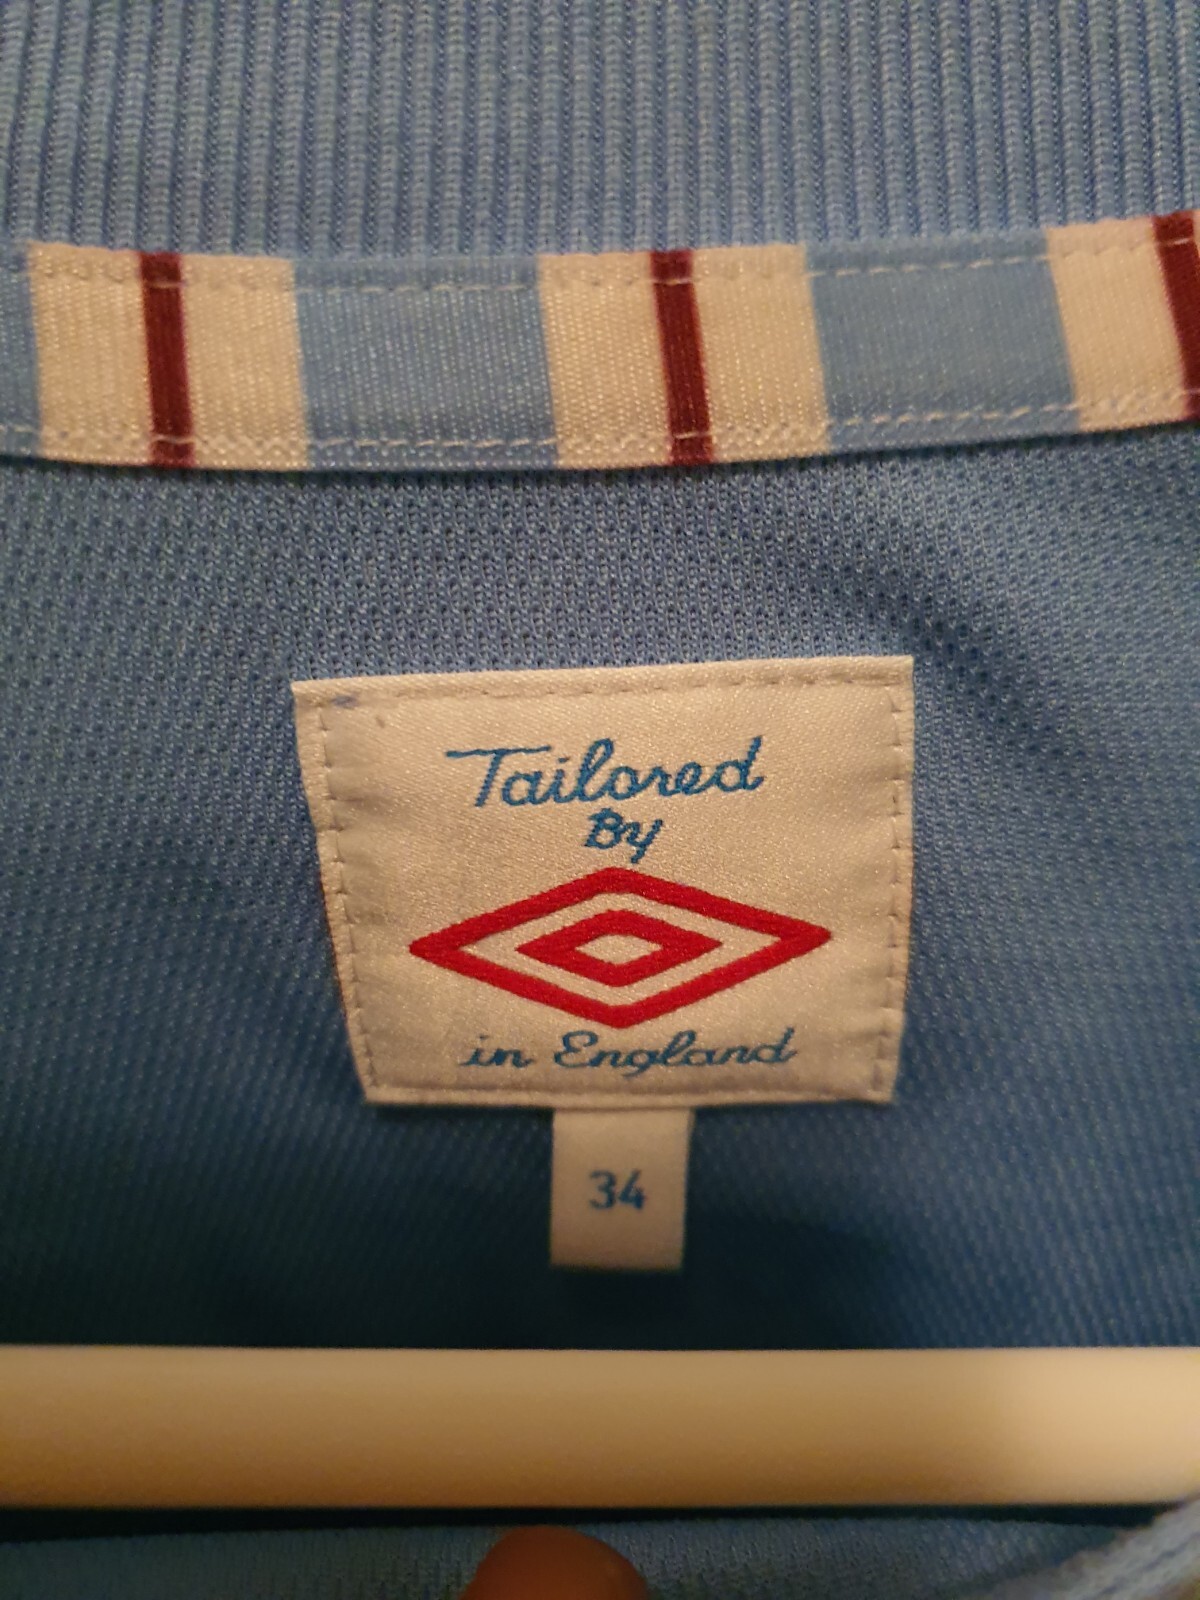 Tailored
By
in England
34